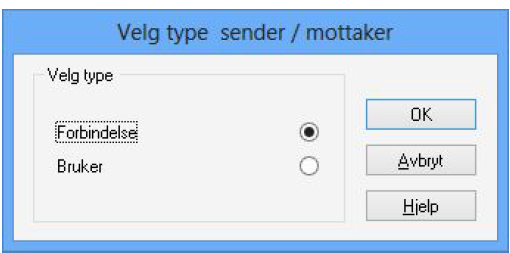 Velg type sender / mottaker
Velg type
Forbindelse
Bruker
OK
Avbryt
Hjelp